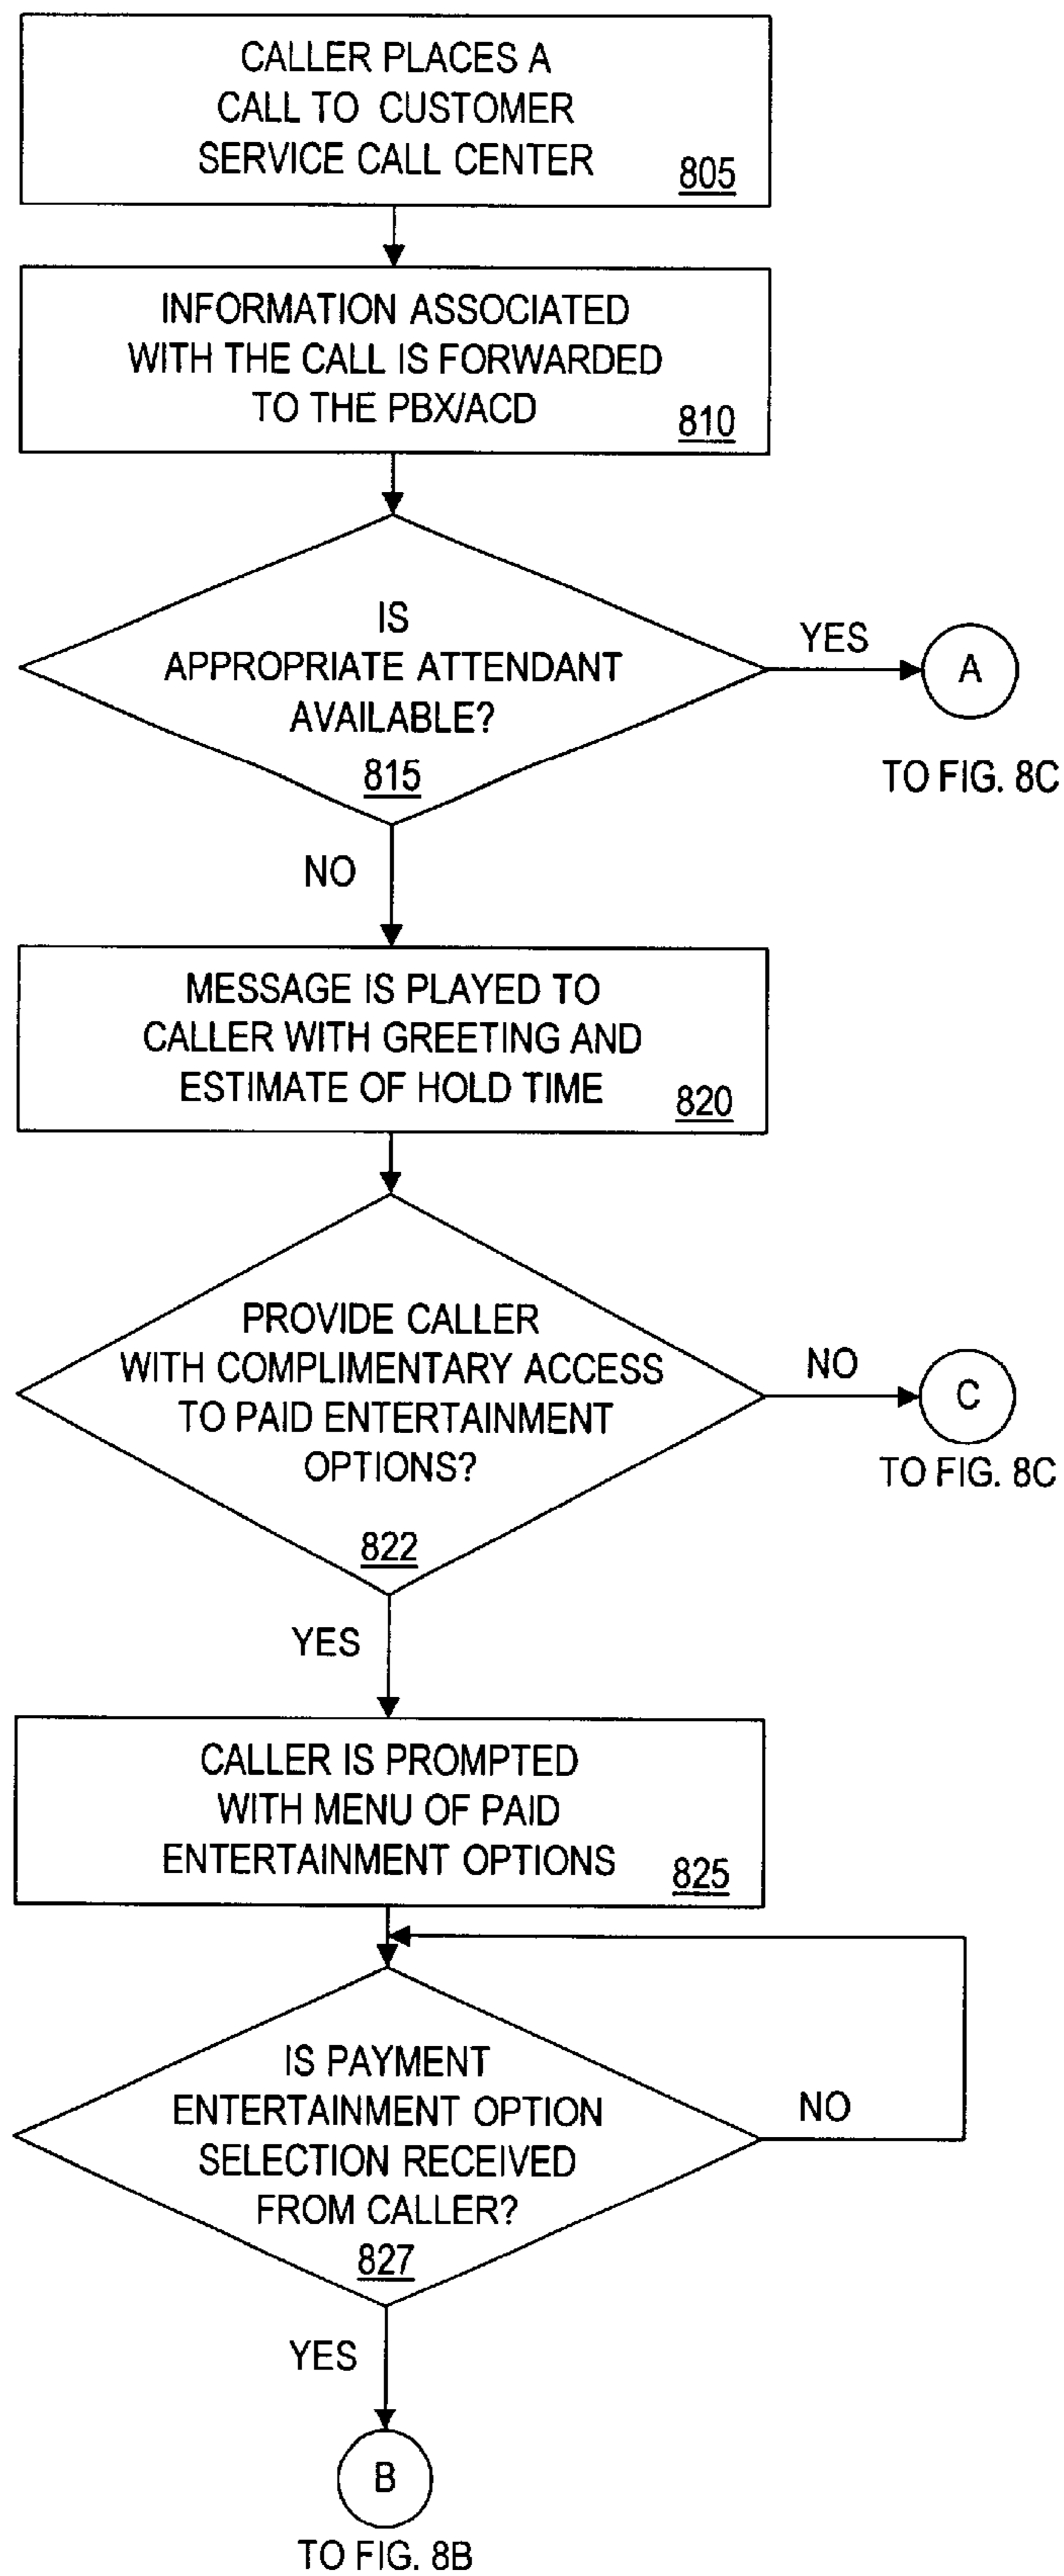 CALLER PLACES A
CALL TO CUSTOMER
SERVICE CALL CENTER
805
INFORMATION ASSOCIATED
WITH THE CALL IS FORWARDED
TO THE PBX/ACD
810
IS
APPROPRIATE ATTENDANT
AVAILABLE?
815
YES
A
TO FIG. 8C
NO
MESSAGE IS PLAYED TO
CALLER WITH GREETING AND
ESTIMATE OF HOLD TIME
820
PROVIDE CALLER
WITH COMPLIMENTARY ACCESS
TO PAID ENTERTAINMENT
OPTIONS?
822
NO
C
TO FIG. 8C
YES
CALLER IS PROMPTED
WITH MENU OF PAID
ENTERTAINMENT OPTIONS
825
IS PAYMENT
ENTERTAINMENT OPTION
SELECTION RECEIVED
FROM CALLER?
827
NO
YES
B
TO FIG. 8B